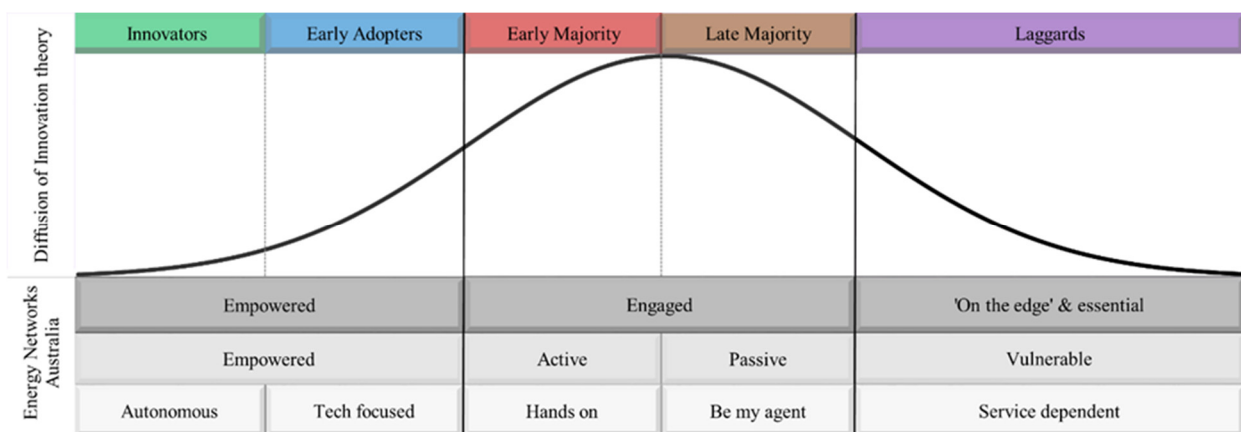 Diffusion of Innovation theory
Innovators
Early Adopters
Early Majority
Late Majority
Laggards
Energy Networks
Australia
Empowered
Engaged
'On the edge' & essential
Empowered
Active
Passive
Vulnerable
Autonomous
Tech focused
Hands on
Be my agent
Service dependent